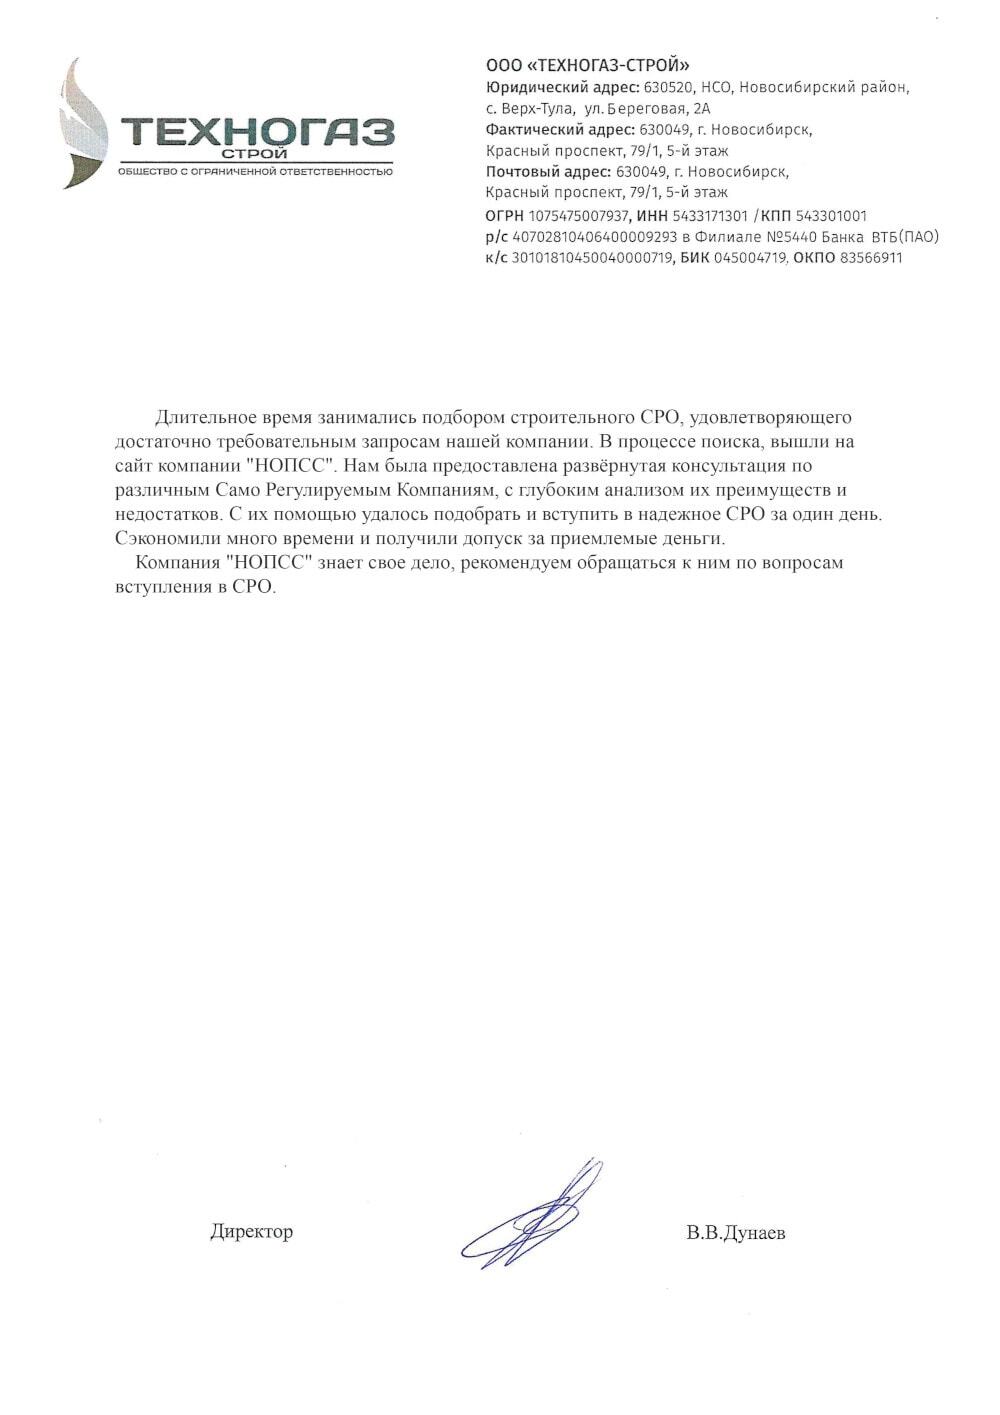 ТЕХНОГАЗ
СТРОЙ
ОБЩЕСТВО С ОГРАНИЧЕННОЙ ОТВЕТСТВЕННОСТЬЮ
ООО «ТЕХНОГАЗ-СТРОЙ»
Юридический адрес: 630520, НСО, Новосибирский район,
с. Верх-Тула, ул. Береговая, 2А
Фактический адрес: 630049, г. Новосибирск,
Красный проспект, 79/1, 5-й этаж
Почтовый адрес: 630049, г. Новосибирск,
Красный проспект, 79/1, 5-й этаж
ОГРН 1075475007937, ИНН 5433171301 /КПП 543301001
р/с 40702810406400009293 в Филиале №5440 Банка ВТБ(ПАО)
к/с 30101810450040000719, БИК 045004719, ОКПО 83566911
Длительное время занимались подбором строительного СРО, удовлетворяющего
достаточно требовательным запросам нашей компании. В процессе поиска, вышли на
сайт компании "НОПСС". Нам была предоставлена развёрнутая консультация по
различным Само Регулируемым Компаниям, с глубоким анализом их преимуществ и
недостатков. С их помощью удалось подобрать и вступить в надежное СРО за один день.
Сэкономили много времени и получили допуск за приемлемые деньги.
Компания "НОПСС" знает свое дело, рекомендуем обращаться к ним по вопросам
вступления в СРО.
Директор В.В.Дунаев